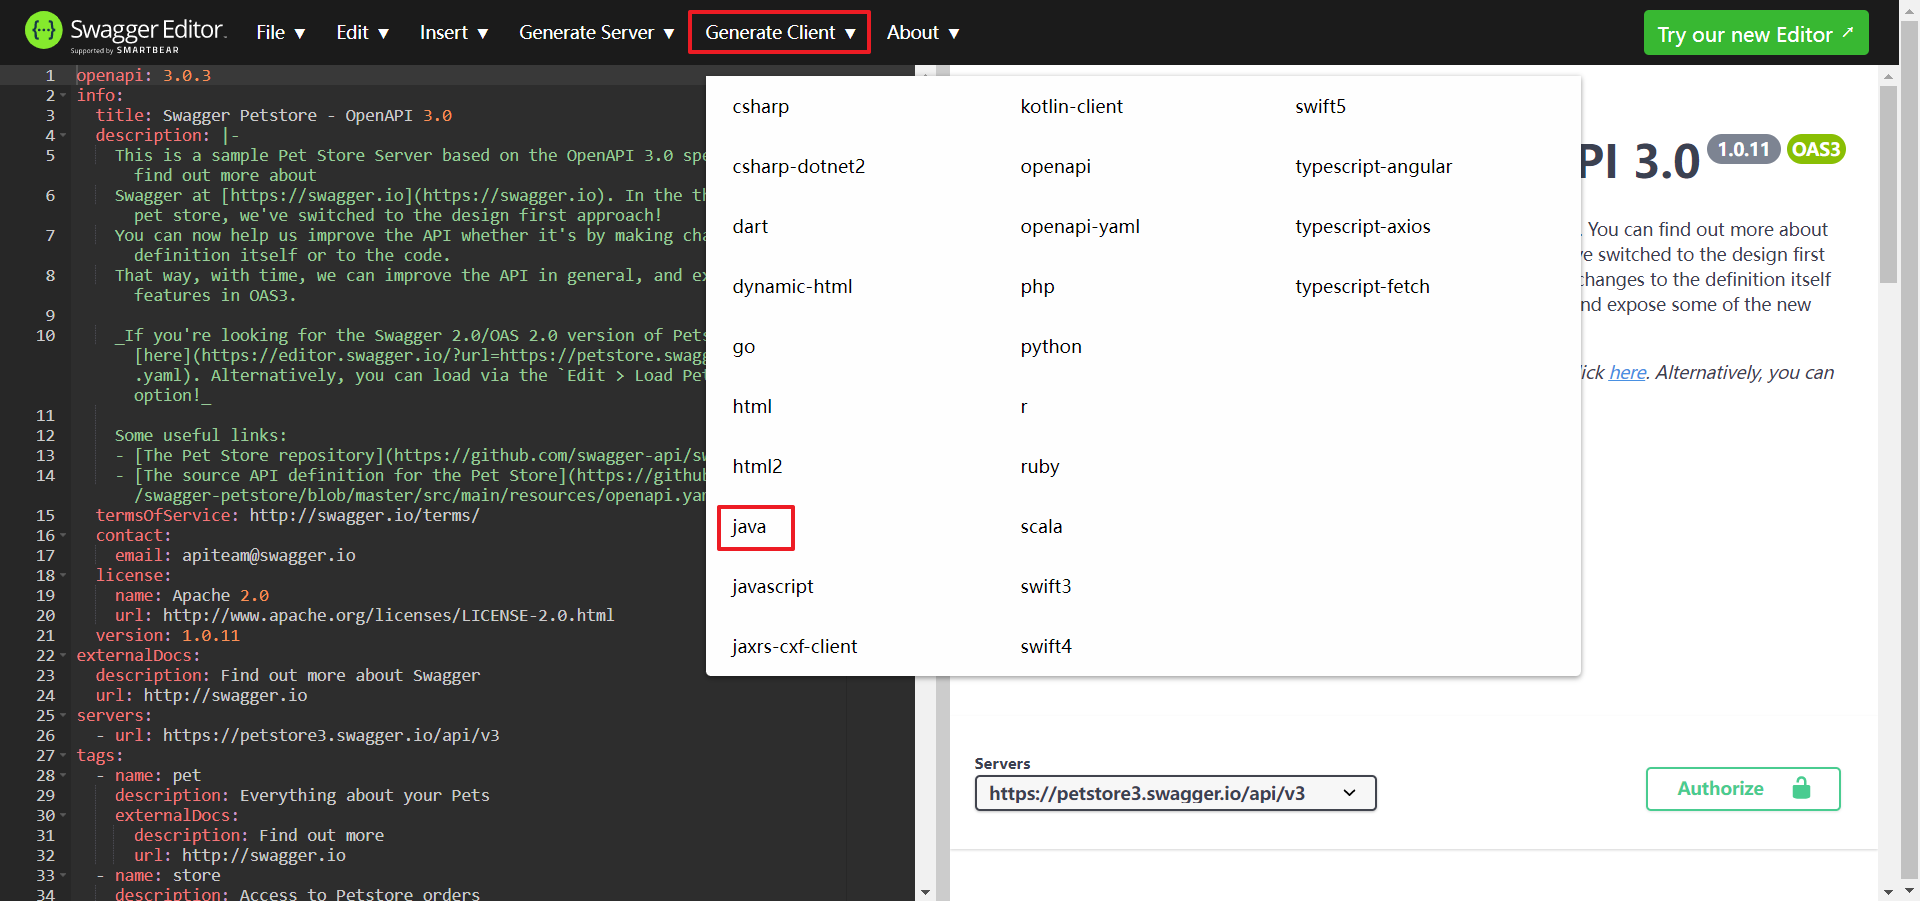 Swagger Editor.
Supported by SMARTBEAR
File ▼ Edit ▼ Insert ▼ Generate Server ▼ Generate Client ▼ About ▼
Try our new Editor ↗
1 openapi: 3.0.3
2 info:
3 title: Swagger Petstore - OpenAPI 3.0
4 description: |-
5 This is a sample Pet Store Server based on the OpenAPI 3.0 spe
find out more about
6 Swagger at [https://swagger.io](https://swagger.io). In the th
pet store, we've switched to the design first approach!
7 You can now help us improve the API whether it's by making cha
definition itself or to the code.
8 That way, with time, we can improve the API in general, and ex
features in OAS3.
9
10 _If you're looking for the Swagger 2.0/OAS 2.0 version of Pets
[here](https://editor.swagger.io/?url=https://petstore.swagg
.yaml). Alternatively, you can load via the `Edit > Load Pet
option!_
11
12 Some useful links:
13 - [The Pet Store repository](https://github.com/swagger-api/sw
14 - [The source API definition for the Pet Store](https://github
/swagger-petstore/blob/master/src/main/resources/openapi.yam
15 termsOfService: http://swagger.io/terms/
16 contact:
17 email: apiteam@swagger.io
18 license:
19 name: Apache 2.0
20 url: http://www.apache.org/licenses/LICENSE-2.0.html
21 version: 1.0.11
22 externalDocs:
23 description: Find out more about Swagger
24 url: http://swagger.io
25 servers:
26 - url: https://petstore3.swagger.io/api/v3
27 tags:
28 - name: pet
29 description: Everything about your Pets
30 externalDocs:
31 description: Find out more
32 url: http://swagger.io
33 - name: store
34 description: Access to Petstore orders
csharp
csharp-dotnet2
dart
dynamic-html
go
html
html2
java
javascript
jaxrs-cxf-client
kotlin-client
openapi
openapi-yaml
php
python
r
ruby
scala
swift3
swift4
swift5
typescript-angular
typescript-axios
typescript-fetch
PI 3.0 1.0.11 OAS3
. You can find out more about
ve switched to the design first
changes to the definition itself
nd expose some of the new
lick here. Alternatively, you can
Servers
https://petstore3.swagger.io/api/v3
Authorize